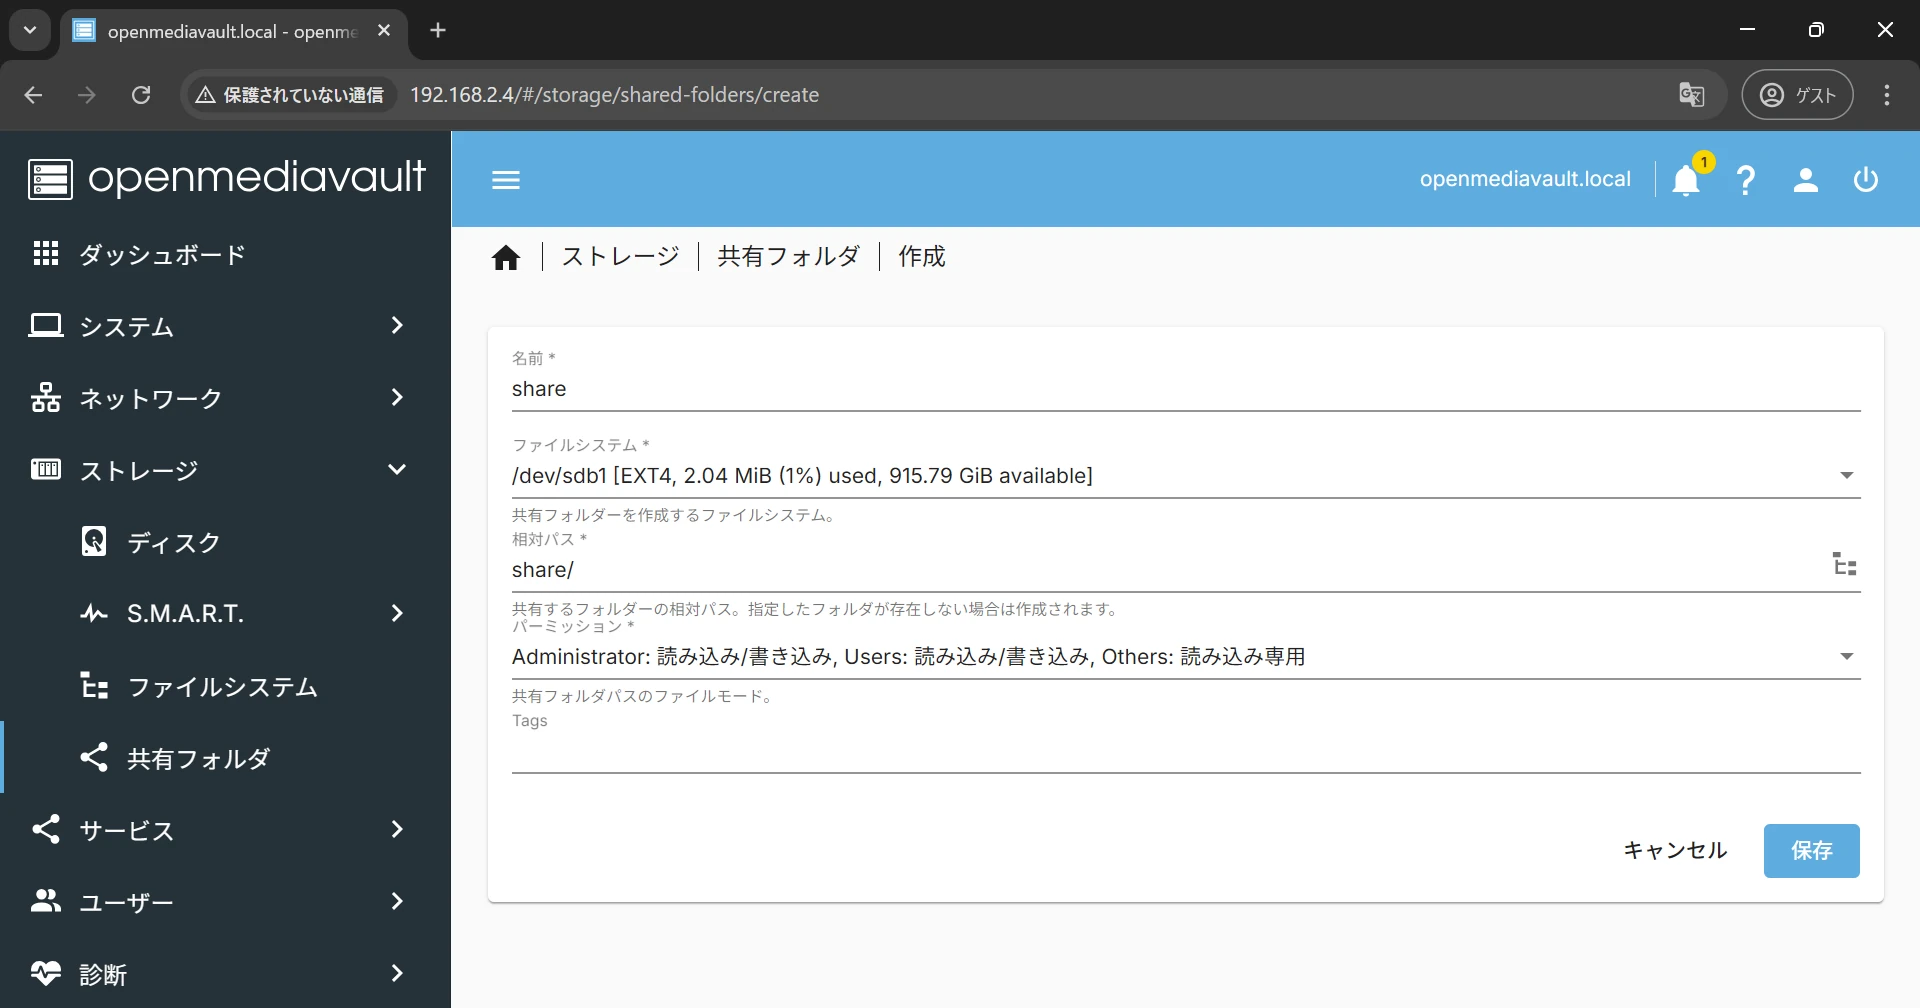 openmediavault.local - openme
保護されていない通信
192.168.2.4/#/storage/shared-folders/create
ゲスト
openmediavault
openmediavault.local
1
ダッシュボード
システム
ネットワーク
ストレージ
ディスク
S.M.A.R.T.
ファイルシステム
共有フォルダ
サービス
ユーザー
診断
ストレージ
共有フォルダ
作成
名前 *
share
ファイルシステム *
/dev/sdb1 [EXT4, 2.04 MiB (1%) used, 915.79 GiB available]
共有フォルダーを作成するファイルシステム。
相対パス *
share/
共有するフォルダーの相対パス。指定したフォルダが存在しない場合は作成されます。
パーミッション *
Administrator: 読み込み/書き込み, Users: 読み込み/書き込み, Others: 読み込み専用
共有フォルダパスのファイルモード。
Tags
キャンセル
保存